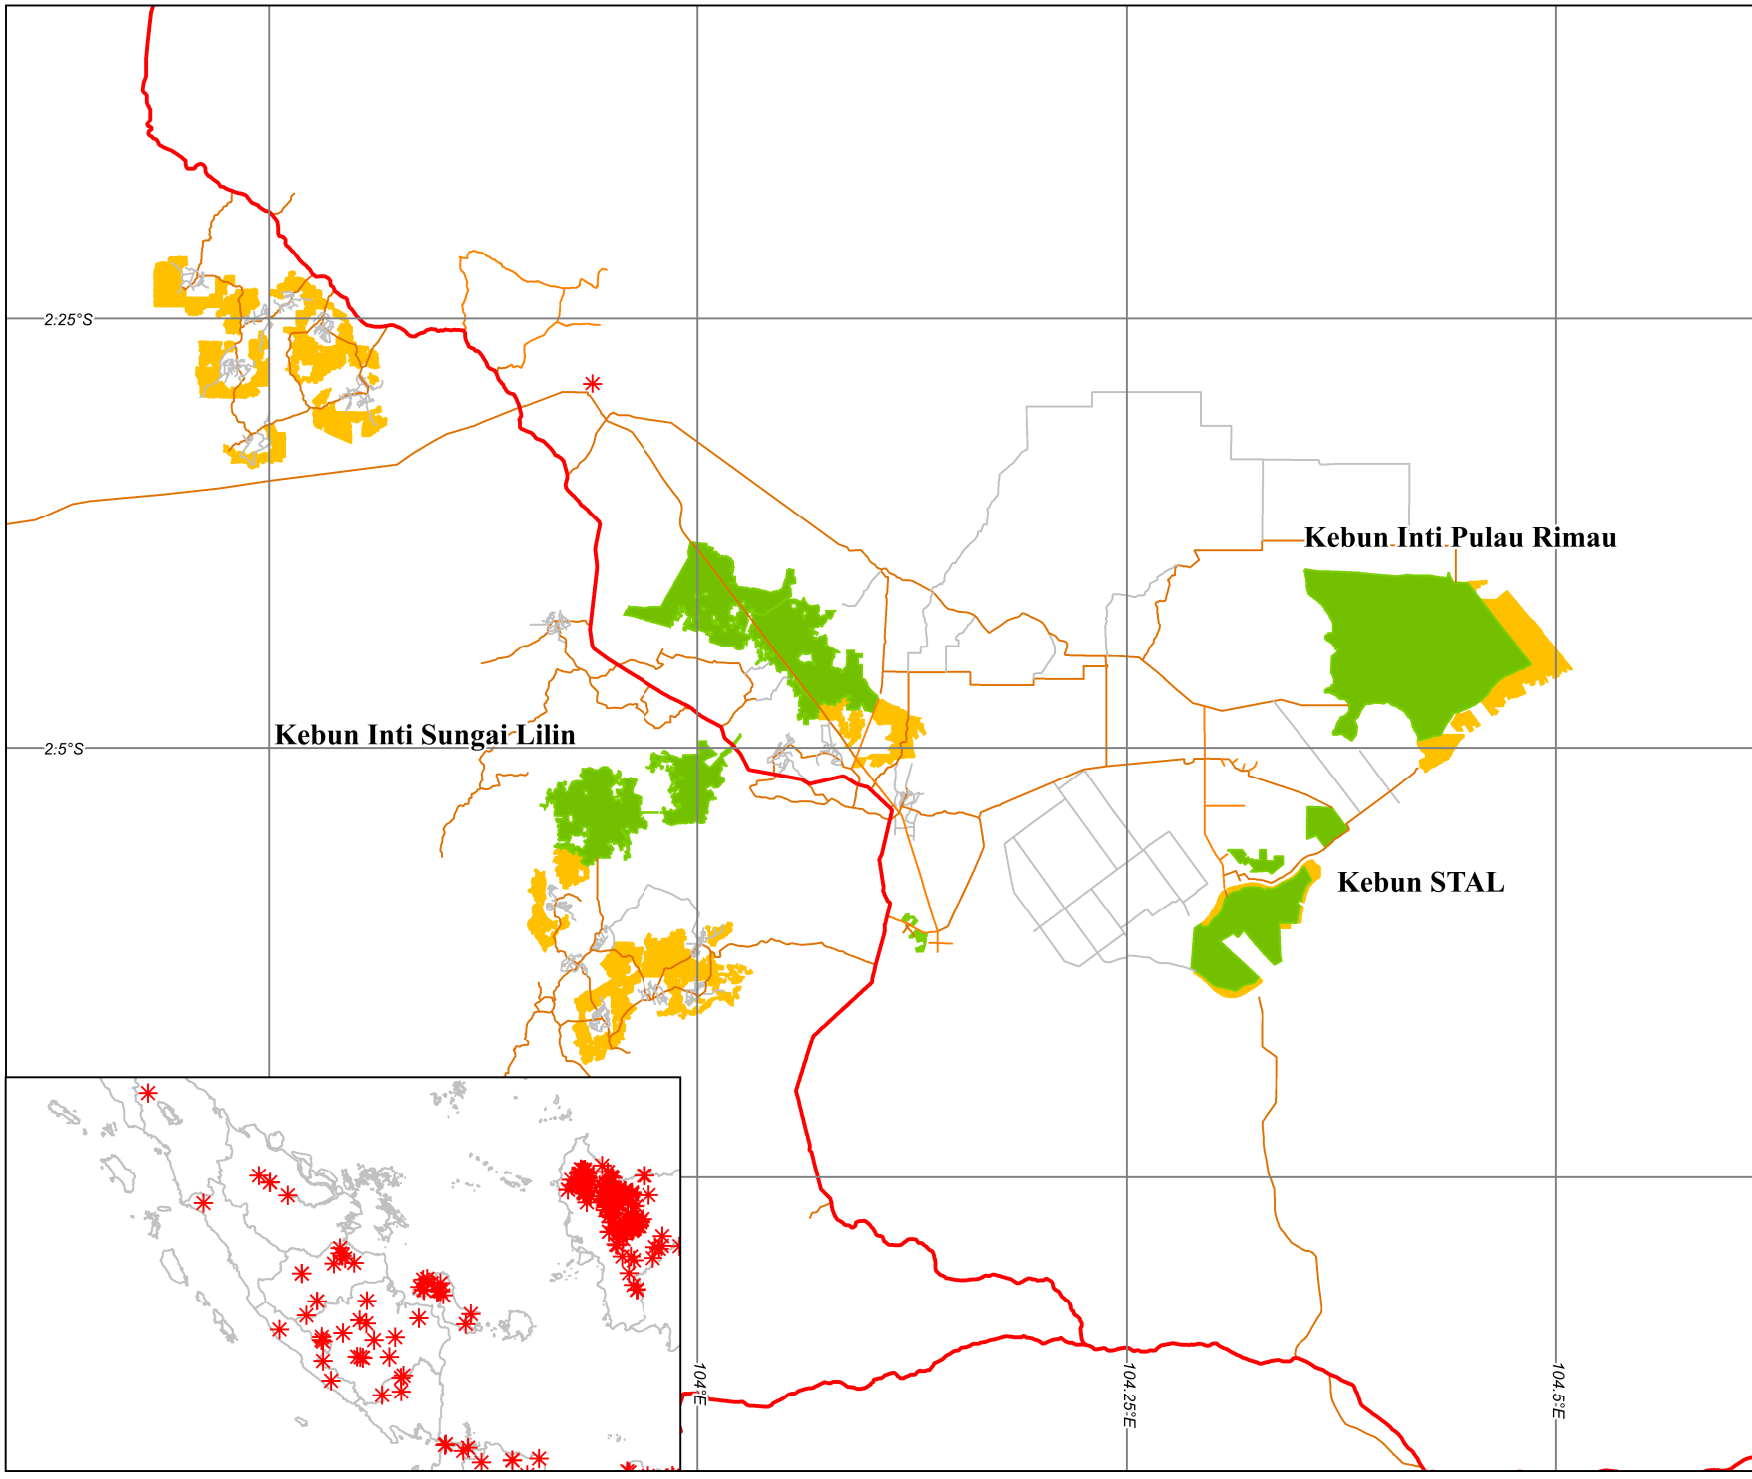 2.25°S
Kebun Inti Pulau Rimau
Kebun Inti Sungai Lilin
2.5°S
Kebun STAL
104°E
104.25°E
104.5°E